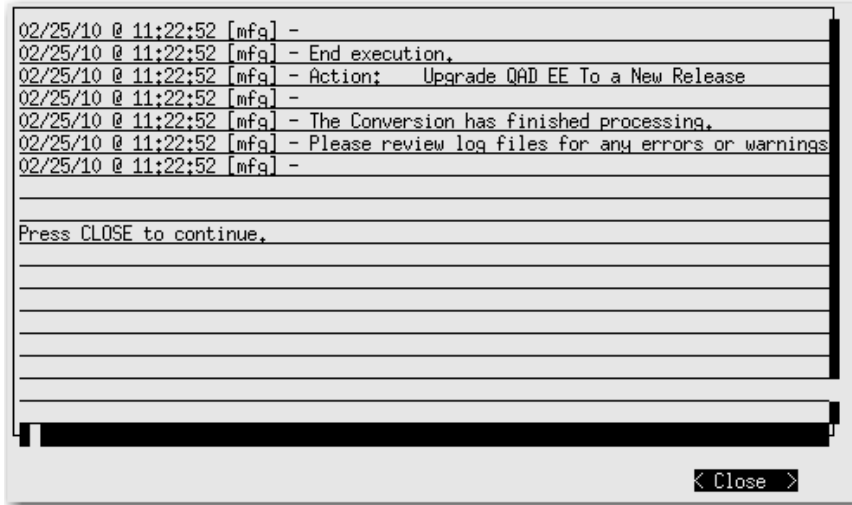 02/25/10 @ 11:22:52 [mfg] -
02/25/10 @ 11:22:52 [mfg] - End execution.
02/25/10 @ 11:22:52 [mfg] - Action:    Upgrade QAD EE To a New Release
02/25/10 @ 11:22:52 [mfg] -
02/25/10 @ 11:22:52 [mfg] - The Conversion has finished processing.
02/25/10 @ 11:22:52 [mfg] - Please review log files for any errors or warnings
02/25/10 @ 11:22:52 [mfg] -
Press CLOSE to continue.
< Close >